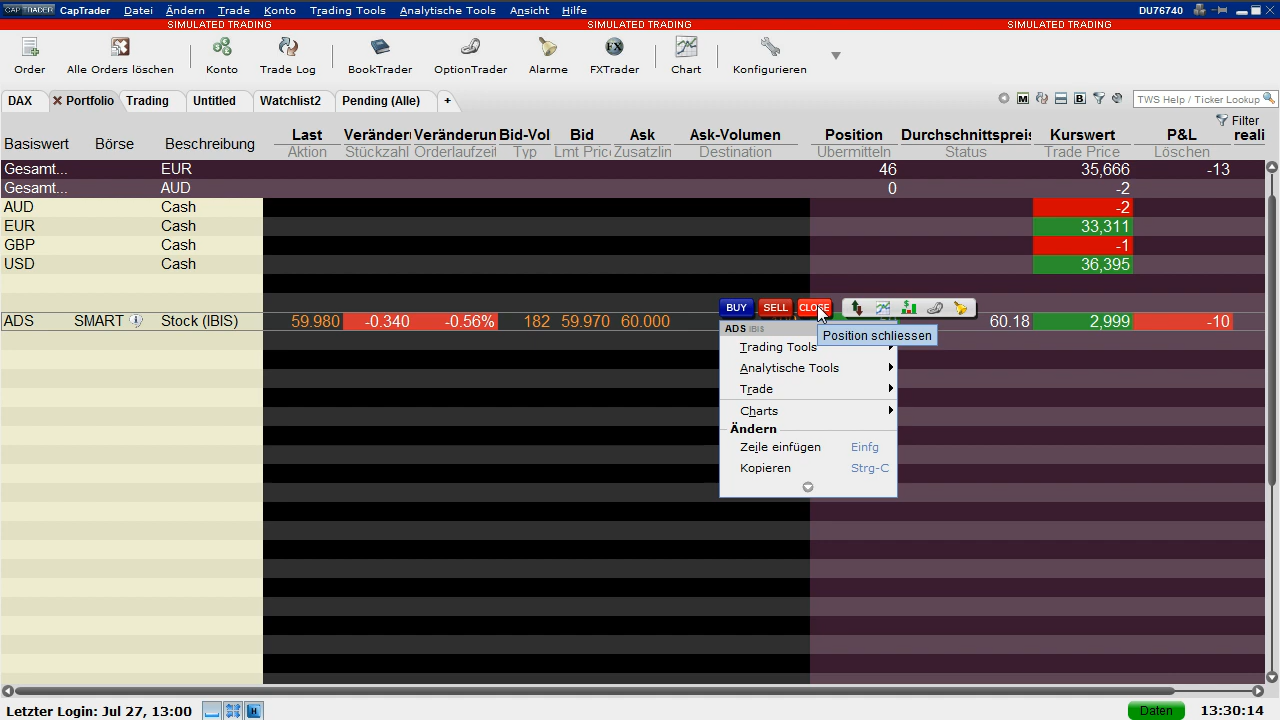 CAPTRADER CapTrader Datei Ändern Trade Konto Trading Tools Analytische Tools Ansicht Hilfe DU76740
SIMULATED TRADING SIMULATED TRADING SIMULATED TRADING
Order Alle Orders löschen Konto Trade Log BookTrader OptionTrader Alarme FXTrader Chart Konfigurieren
DAX Portfolio Trading Untitled Watchlist2 Pending (Alle) + M B TWS Help / Ticker Lookup
Filter
Last Veränder Veränderun Bid-Vol Bid Ask Ask-Volumen Position Durchschnittspreis Kurswert P&L reali
Basiswert Börse Beschreibung Aktion Stückzahl Orderlaufzeit Typ Lmt Pric Zusatzlin Destination Übermitteln Status Trade Price Löschen
Gesamt... EUR 46 35,666 -13
Gesamt... AUD 0 -2
AUD Cash -2
EUR Cash 33,311
GBP Cash -1
USD Cash 36,395
BUY SELL CLOSE
ADS SMART Stock (IBIS) 59.980 -0.340 -0.56% 182 59.970 60.000 60.18 2,999 -10
ADS IBIS
Position schliessen
Trading Tools
Analytische Tools
Trade
Charts
Ändern
Zeile einfügen Einfg
Kopieren Strg-C
Letzter Login: Jul 27, 13:00 H Daten 13:30:14